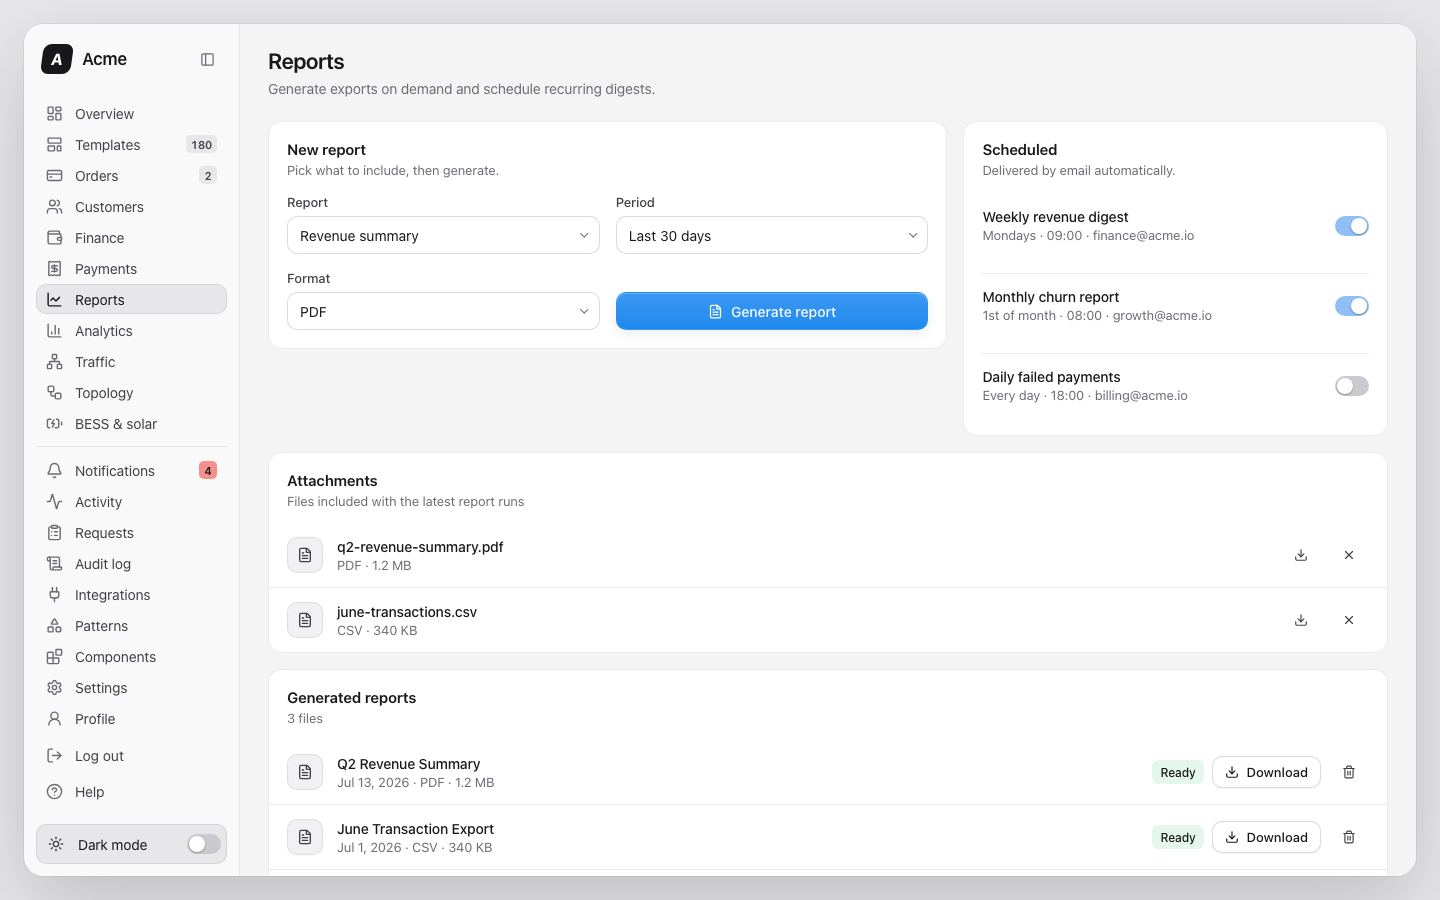 A Acme
Overview
Templates 180
Orders 2
Customers
Finance
Payments
Reports
Analytics
Traffic
Topology
BESS & solar
Notifications 4
Activity
Requests
Audit log
Integrations
Patterns
Components
Settings
Profile
Log out
Help
Dark mode
Reports
Generate exports on demand and schedule recurring digests.
New report
Pick what to include, then generate.
Report
Revenue summary
Period
Last 30 days
Format
PDF
Generate report
Scheduled
Delivered by email automatically.
Weekly revenue digest
Mondays · 09:00 · finance@acme.io
Monthly churn report
1st of month · 08:00 · growth@acme.io
Daily failed payments
Every day · 18:00 · billing@acme.io
Attachments
Files included with the latest report runs
q2-revenue-summary.pdf
PDF · 1.2 MB
june-transactions.csv
CSV · 340 KB
Generated reports
3 files
Q2 Revenue Summary
Jul 13, 2026 · PDF · 1.2 MB
Ready Download
June Transaction Export
Jul 1, 2026 · CSV · 340 KB
Ready Download